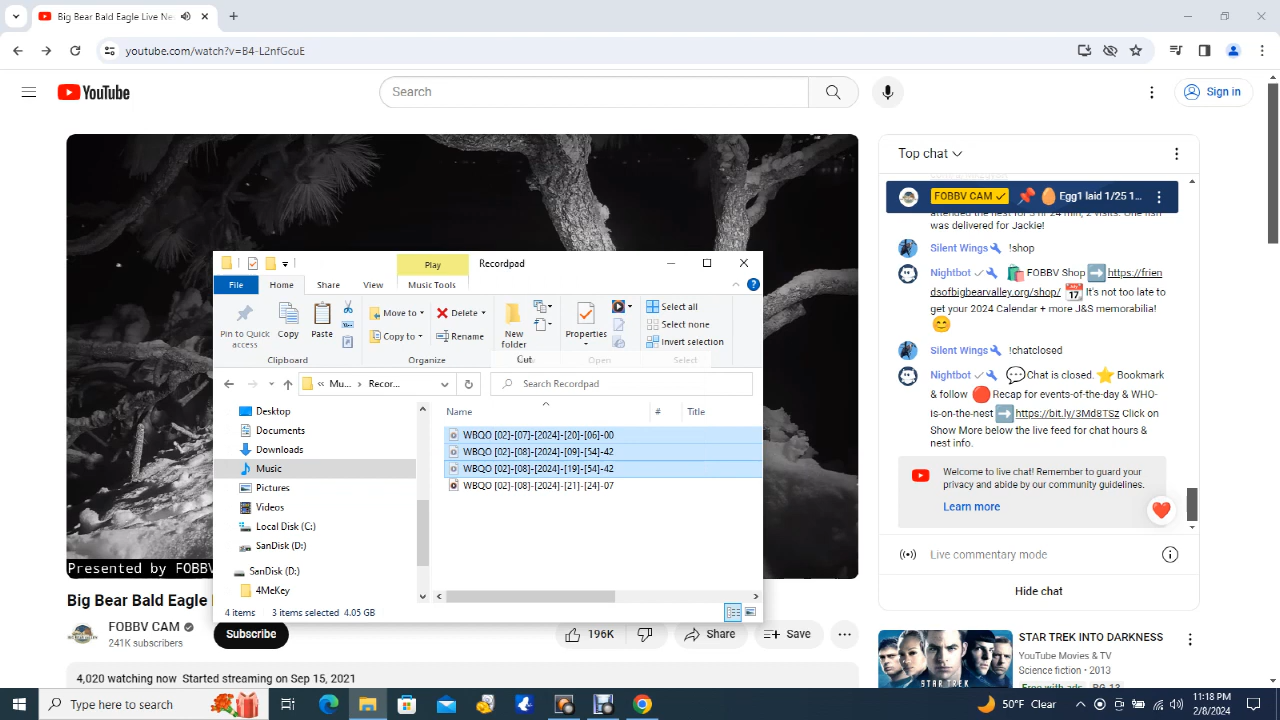 Big Bear Bald Eagle Live Ne
youtube.com/watch?v=B4-L2nfGcuE
YouTube
Search
Sign in
Top chat
FOBBV CAM 📌 🥚 Egg1 laid 1/25 1...
attended the nest for 3 hr 24 min, 2 visits. One fish
was delivered for Jackie!
Silent Wings !shop
Nightbot 🛍️ FOBBV Shop ➡️ https://frien
dsofbigbearvalley.org/shop/ 📆 It's not too late to
get your 2024 Calendar + more J&S memorabilia!
😊
Silent Wings !chatclosed
Nightbot 💬Chat is closed.⭐ Bookmark
& follow 🔴 Recap for events-of-the-day & WHO-
is-on-the-nest ➡️ https://bit.ly/3Md8TSz Click on
Show More below the live feed for chat hours &
nest info.
Welcome to live chat! Remember to guard your
privacy and abide by our community guidelines.
Learn more
Live commentary mode
Hide chat
Play
Recordpad
File
Home
Share
View
Music Tools
Pin to Quick
access
Copy
Paste
Clipboard
Move to
Copy to
Delete
Rename
Organize
New
folder
Cut
Properties
Open
Select all
Select none
Invert selection
Select
Mu...
Recor...
Search Recordpad
Desktop
Documents
Downloads
Music
Pictures
Videos
Local Disk (C:)
SanDisk (D:)
SanDisk (D:)
4MeKey
Name
#
Title
WBQO [02]-[07]-[2024]-[20]-[06]-00
WBQO [02]-[08]-[2024]-[09]-[54]-42
WBQO [02]-[08]-[2024]-[19]-[54]-42
WBQO [02]-[08]-[2024]-[21]-[24]-07
4 items
3 items selected 4.05 GB
Presented by FOBBV
Big Bear Bald Eagle
FOBBV CAM
241K subscribers
Subscribe
196K
Share
Save
4,020 watching now Started streaming on Sep 15, 2021
STAR TREK INTO DARKNESS
YouTube Movies & TV
Science fiction • 2013
Free with ads
PG-13
Type here to search
50°F Clear
11:18 PM
2/8/2024